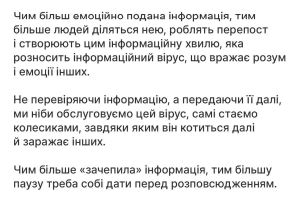 Чим більш емоційно подана інформація, тим
більше людей діляться нею, роблять перепост
і створюють цим інформаційну хвилю, яка
розносить інформаційний вірус, що вражає розум
і емоції інших.
Не перевіряючи інформацію, а передаючи її далі,
ми ніби обслуговуємо цей вірус, самі стаємо
колесиками, завдяки яким він котиться далі
й заражає інших.
Чим більше «зачепила» інформація, тим більшу
паузу треба собі дати перед розповсюдженням.